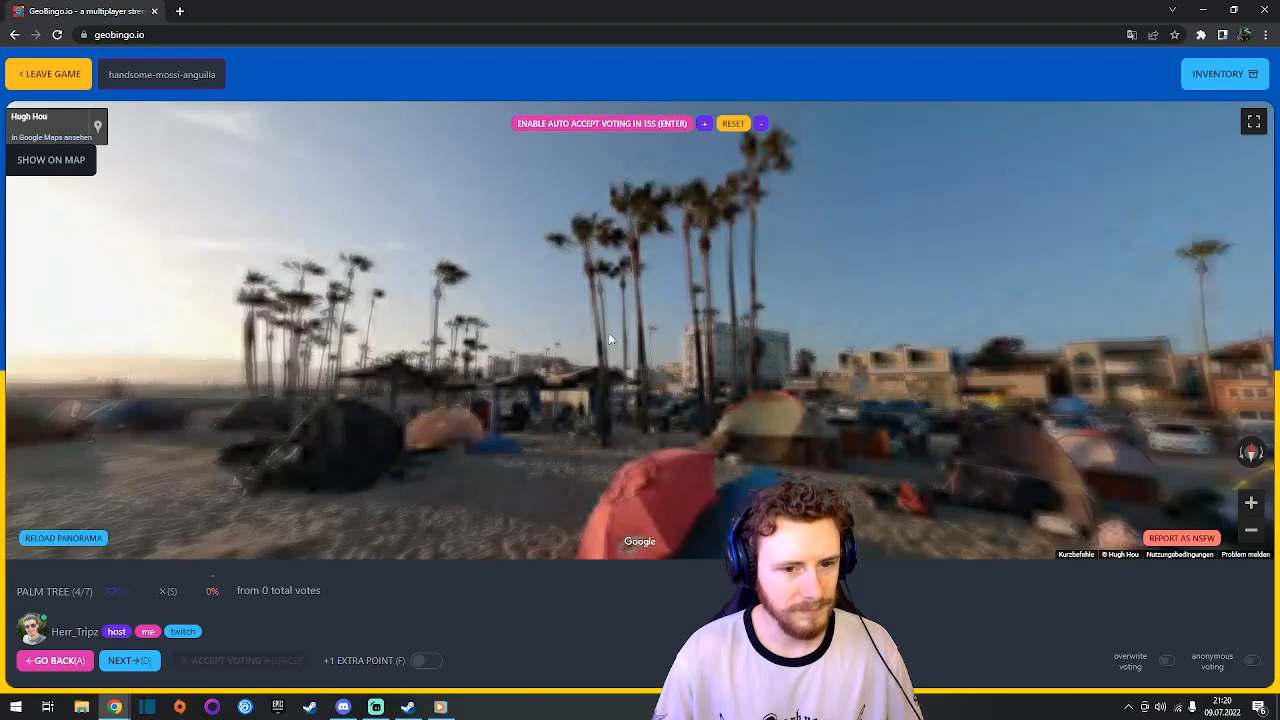 GeoBingo.io - a multiplayer stree
geobingo.io
< LEAVE GAME
handsome-mossi-anguilla
INVENTORY
Hugh Hou
In Google Maps ansehen
SHOW ON MAP
ENABLE AUTO ACCEPT VOTING IN 15S (ENTER)
+
RESET
-
RELOAD PANORAMA
Google
REPORT AS NSFW
Kurzbefehle
© Hugh Hou
Nutzungsbedingungen
Problem melden
PALM TREE (4/7)
×(S)
0%
from 0 total votes
Herr_Tripz
host
me
twitch
←GO BACK(A)
NEXT→(D)
× ACCEPT VOTING→(SPACE)
+1 EXTRA POINT (F)
overwrite
voting
anonymous
voting
EPIC
21:20
09.07.2022